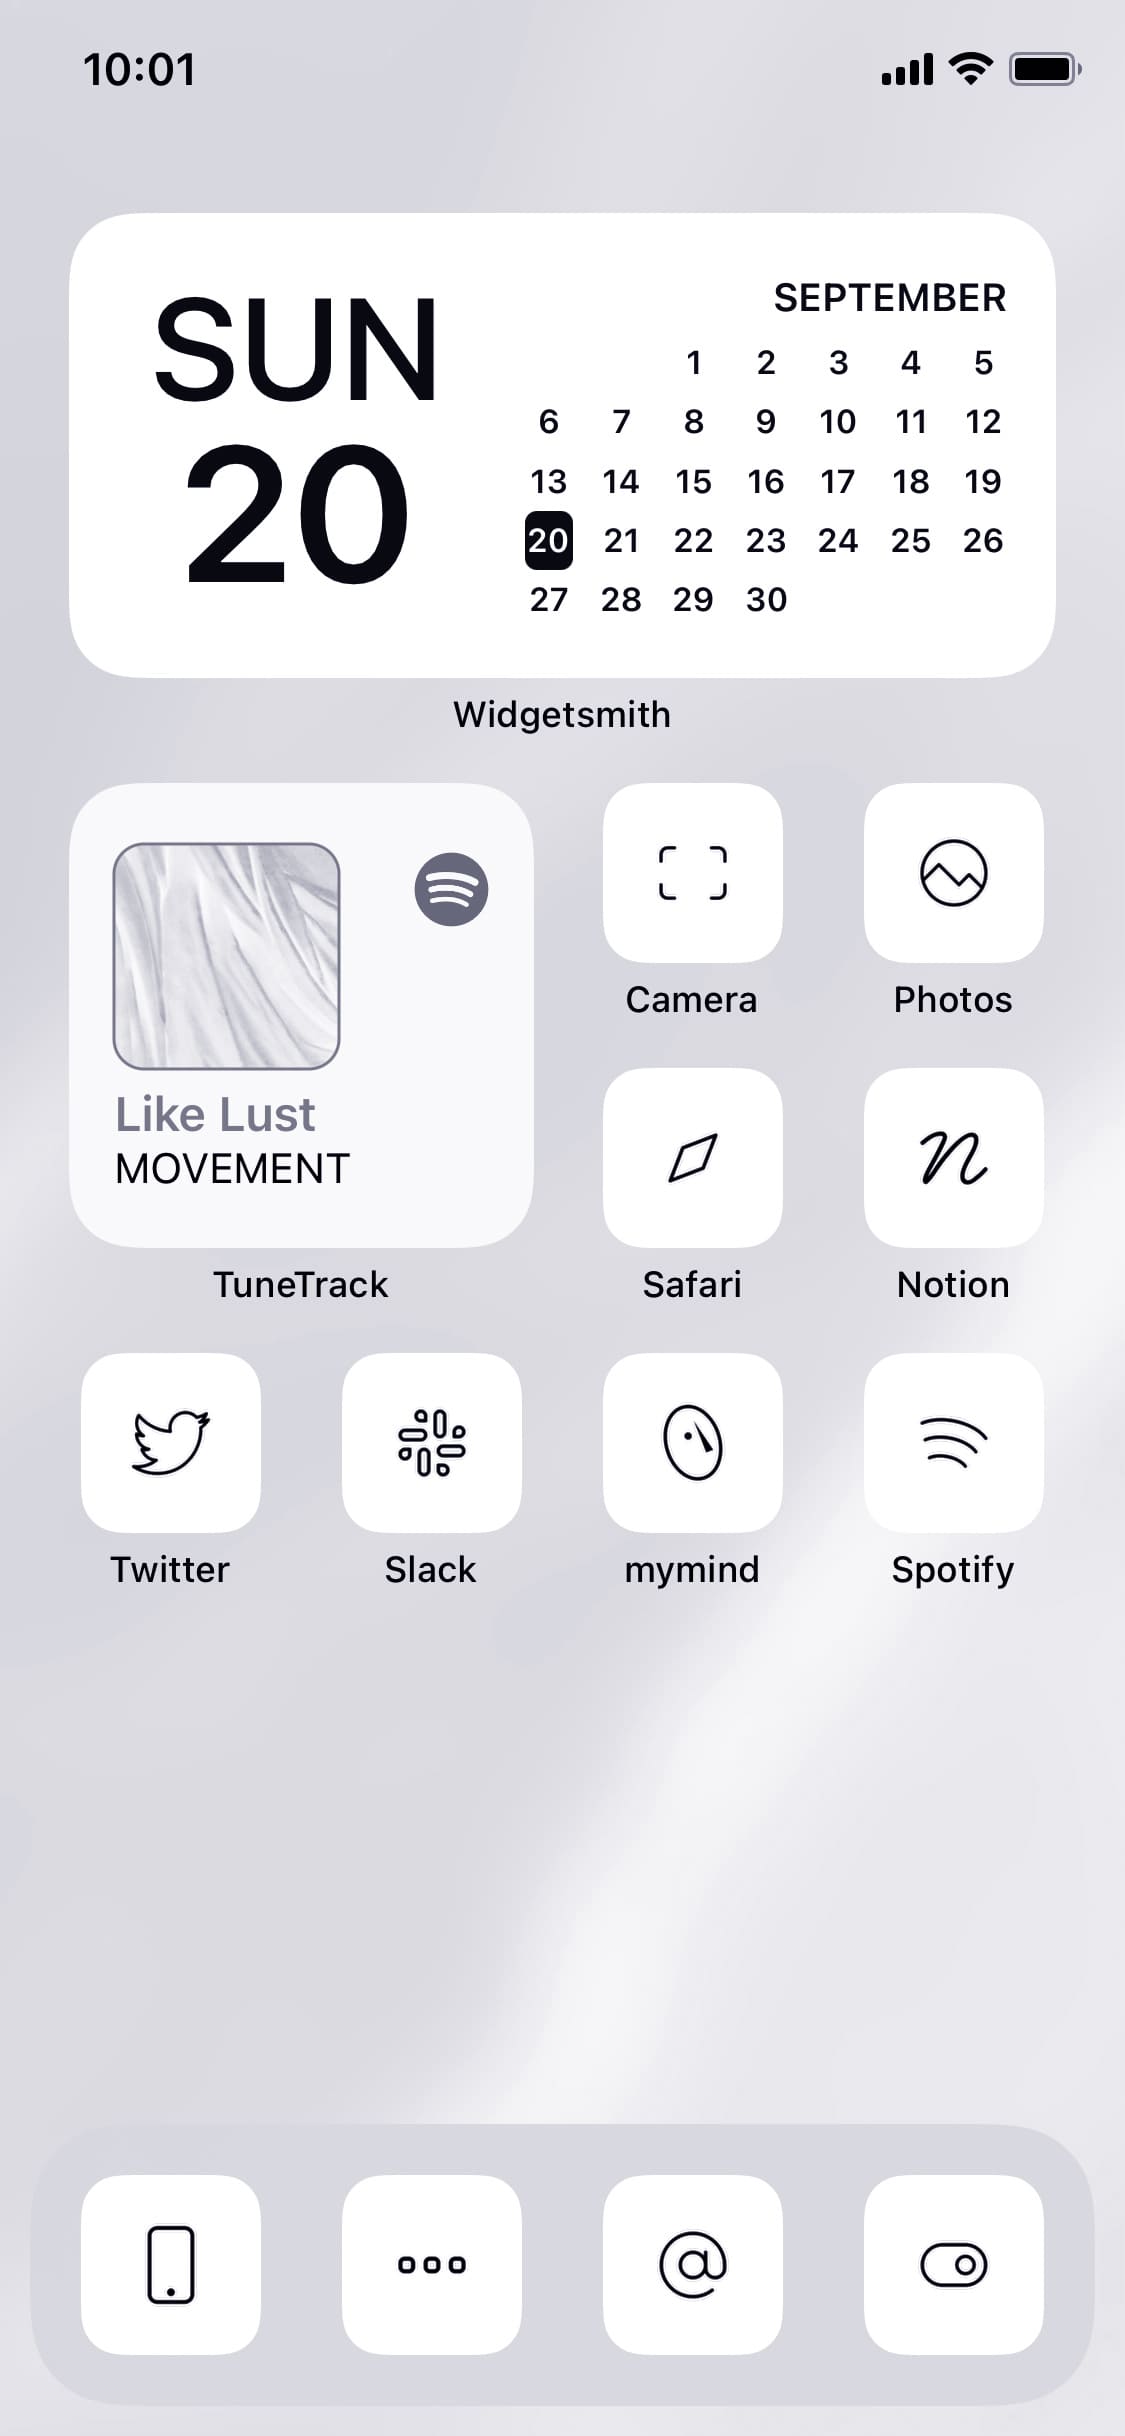 10:01
SUN
20
SEPTEMBER
1 2 3 4 5
6 7 8 9 10 11 12
13 14 15 16 17 18 19
20 21 22 23 24 25 26
27 28 29 30
Widgetsmith
Like Lust
MOVEMENT
TuneTrack
Camera
Photos
n
Safari
Notion
Twitter
Slack
mymind
Spotify
@